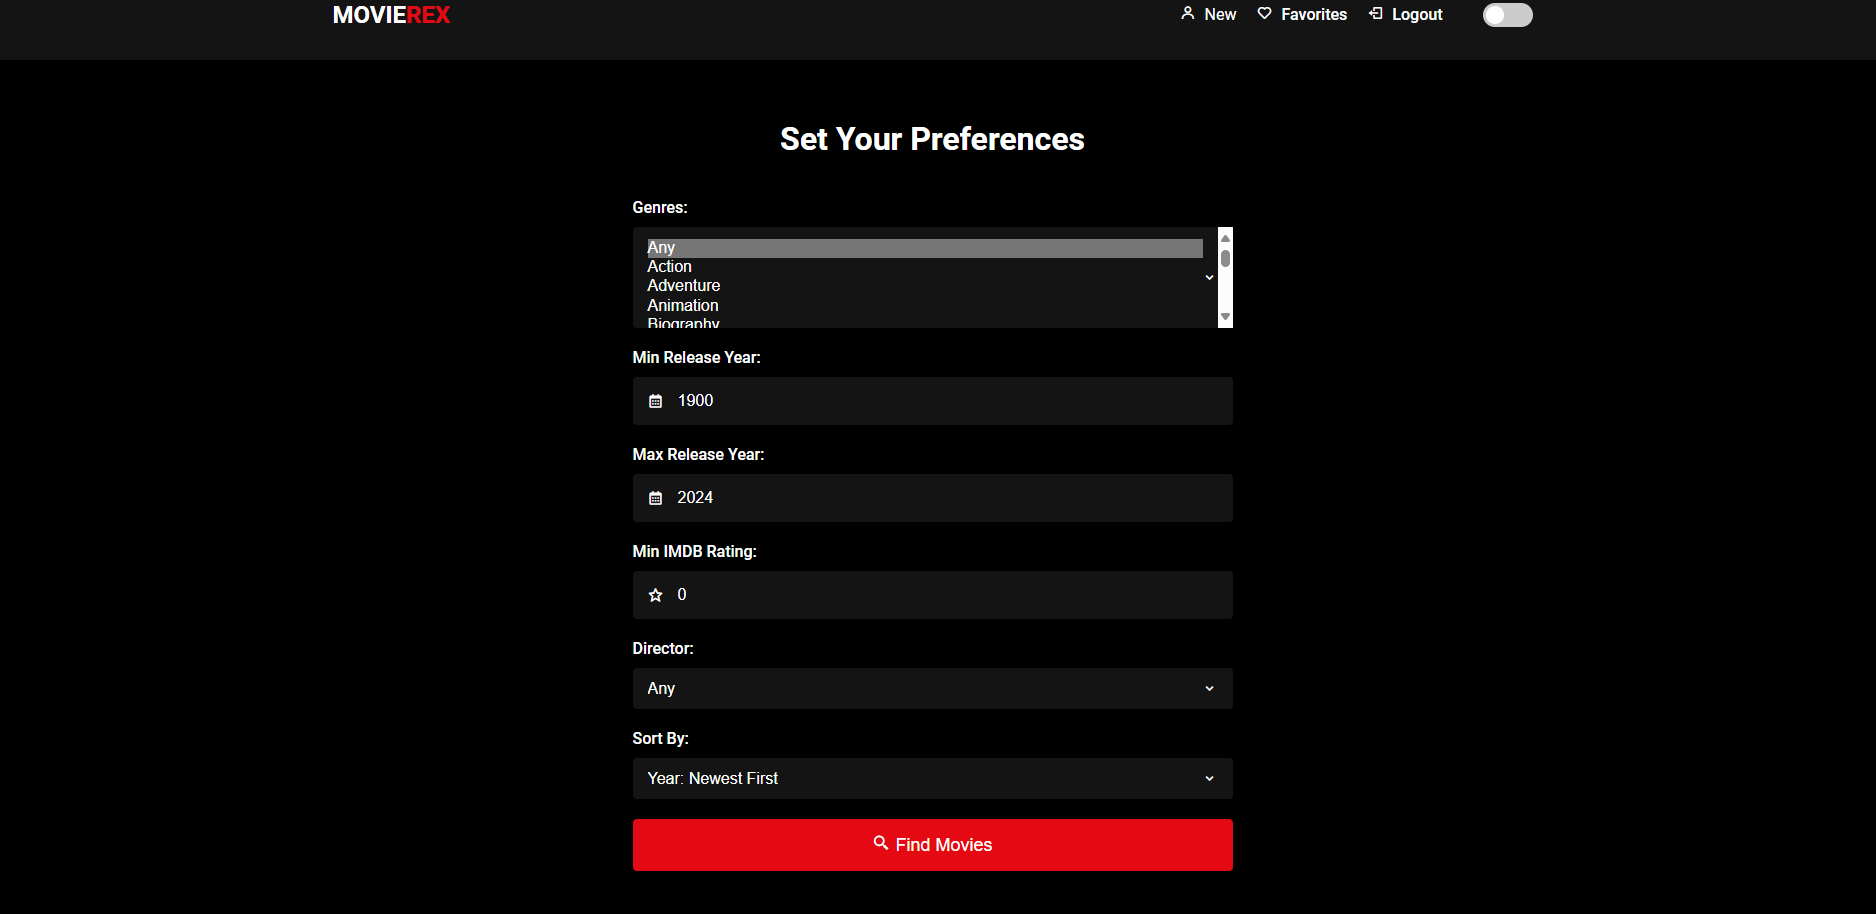 MOVIEREX
New
Favorites
Logout
Set Your Preferences
Genres:
Any
Action
Adventure
Animation
Biography
Min Release Year:
1900
Max Release Year:
2024
Min IMDB Rating:
0
Director:
Any
Sort By:
Year: Newest First
Find Movies